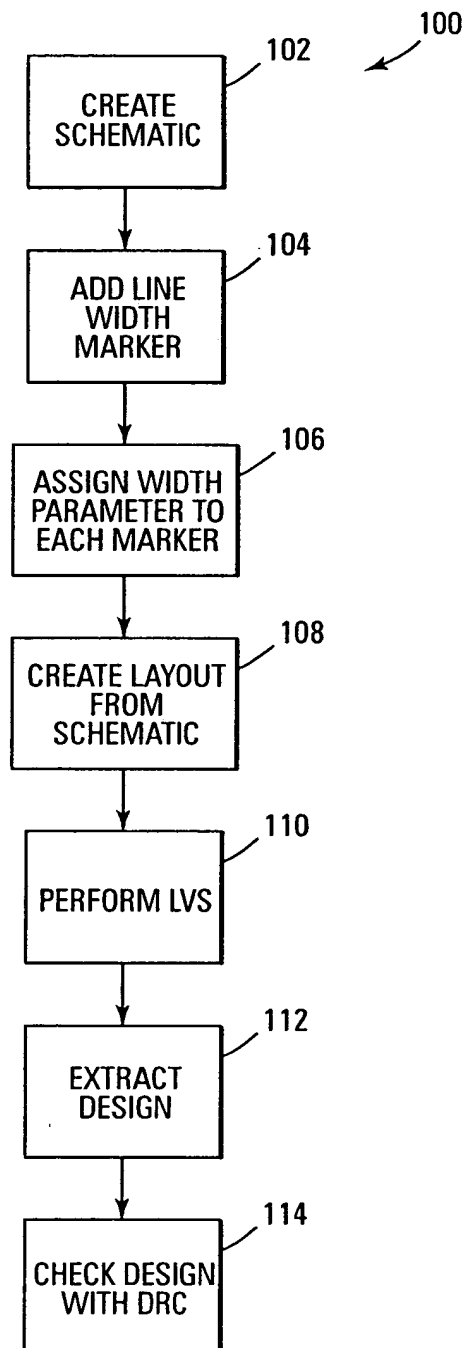 100
102
CREATE
SCHEMATIC
104
ADD LINE
WIDTH
MARKER
106
ASSIGN WIDTH
PARAMETER TO
EACH MARKER
108
CREATE LAYOUT
FROM
SCHEMATIC
110
PERFORM LVS
112
EXTRACT
DESIGN
114
CHECK DESIGN
WITH DRC